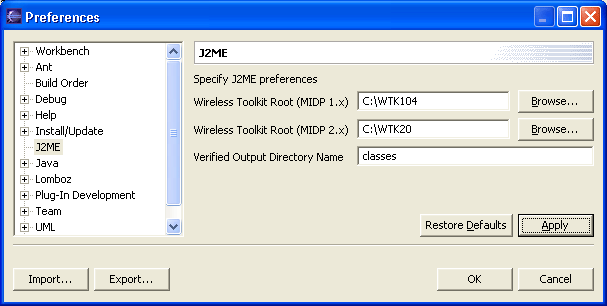 Preferences
Workbench
Ant
Build Order
Debug
Help
Install/Update
J2ME
Java
Lomboz
Plug-In Development
Team
UML
J2ME
Specify J2ME preferences
Wireless Toolkit Root (MIDP 1.x) C:\WTK104 Browse...
Wireless Toolkit Root (MIDP 2.x) C:\WTK20 Browse...
Verified Output Directory Name classes
Restore Defaults Apply
Import... Export... OK Cancel